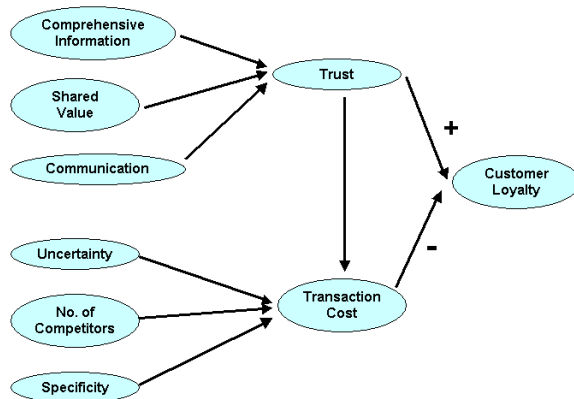 Comprehensive
Information
Shared
Value
Communication
Trust
+
Customer
Loyalty
-
Uncertainty
No. of
Competitors
Specificity
Transaction
Cost